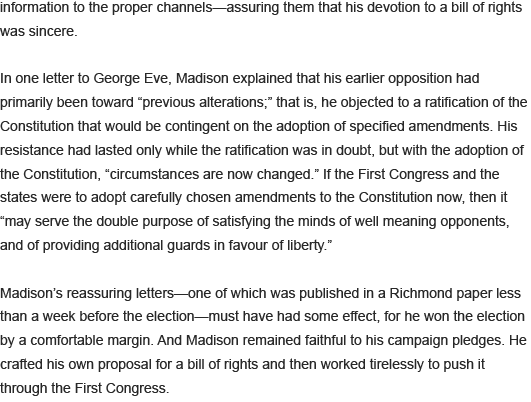 information to the proper channels—assuring them that his devotion to a bill of rights
was sincere.
In one letter to George Eve, Madison explained that his earlier opposition had
primarily been toward “previous alterations;” that is, he objected to a ratification of the
Constitution that would be contingent on the adoption of specified amendments. His
resistance had lasted only while the ratification was in doubt, but with the adoption of
the Constitution, “circumstances are now changed.” If the First Congress and the
states were to adopt carefully chosen amendments to the Constitution now, then it
“may serve the double purpose of satisfying the minds of well meaning opponents,
and of providing additional guards in favour of liberty.”
Madison’s reassuring letters—one of which was published in a Richmond paper less
than a week before the election—must have had some effect, for he won the election
by a comfortable margin. And Madison remained faithful to his campaign pledges. He
crafted his own proposal for a bill of rights and then worked tirelessly to push it
through the First Congress.